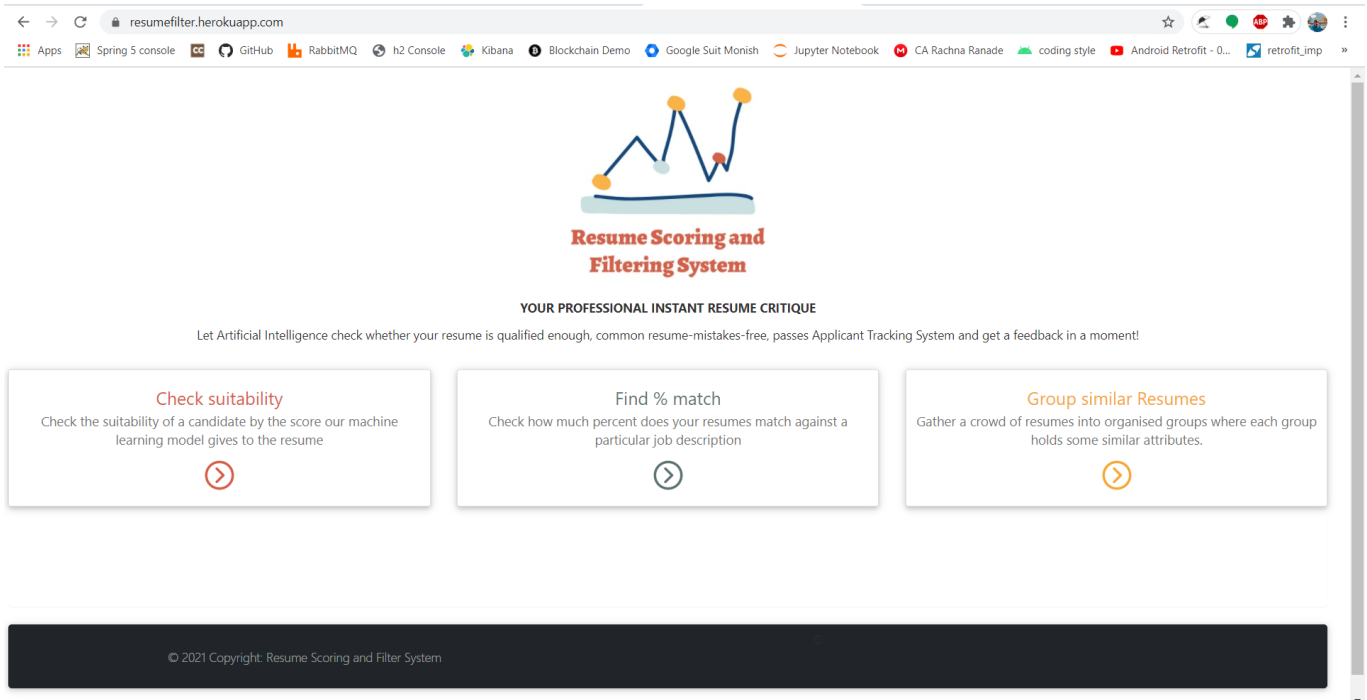 resumefilter.herokuapp.com
ABP
Apps Spring 5 console CC GitHub RabbitMQ h2 Console Kibana Blockchain Demo Google Suit Monish Jupyter Notebook CA Rachna Ranade coding style Android Retrofit - 0... retrofit_imp »
Resume Scoring and
Filtering System
YOUR PROFESSIONAL INSTANT RESUME CRITIQUE
Let Artificial Intelligence check whether your resume is qualified enough, common resume-mistakes-free, passes Applicant Tracking System and get a feedback in a moment!
Check suitability
Check the suitability of a candidate by the score our machine
learning model gives to the resume
Find % match
Check how much percent does your resumes match against a
particular job description
Group similar Resumes
Gather a crowd of resumes into organised groups where each group
holds some similar attributes.
© 2021 Copyright: Resume Scoring and Filter System